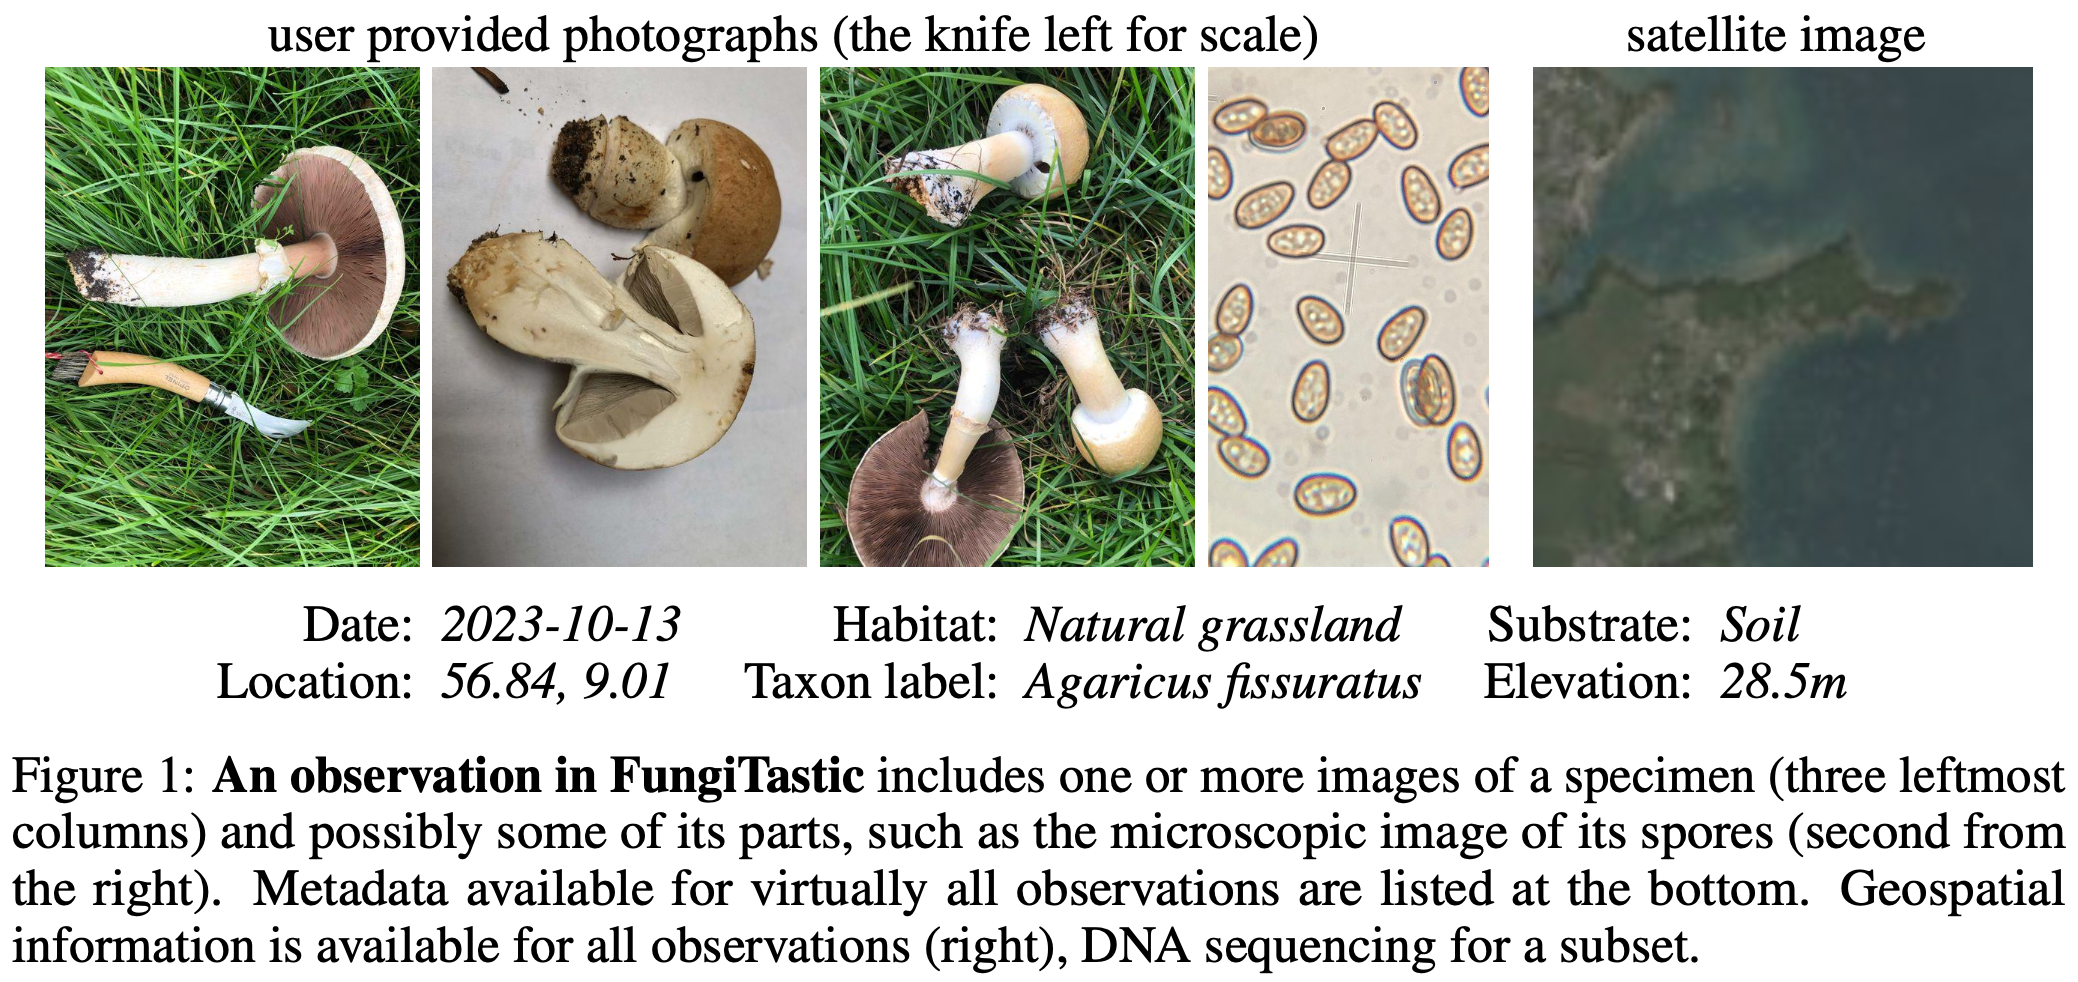 user provided photographs (the knife left for scale)
satellite image
Date: 2023-10-13 Habitat: Natural grassland Substrate: Soil
Location: 56.84, 9.01 Taxon label: Agaricus fissuratus Elevation: 28.5m
Figure 1: An observation in FungiTastic includes one or more images of a specimen (three leftmost
columns) and possibly some of its parts, such as the microscopic image of its spores (second from
the right). Metadata available for virtually all observations are listed at the bottom. Geospatial
information is available for all observations (right), DNA sequencing for a subset.